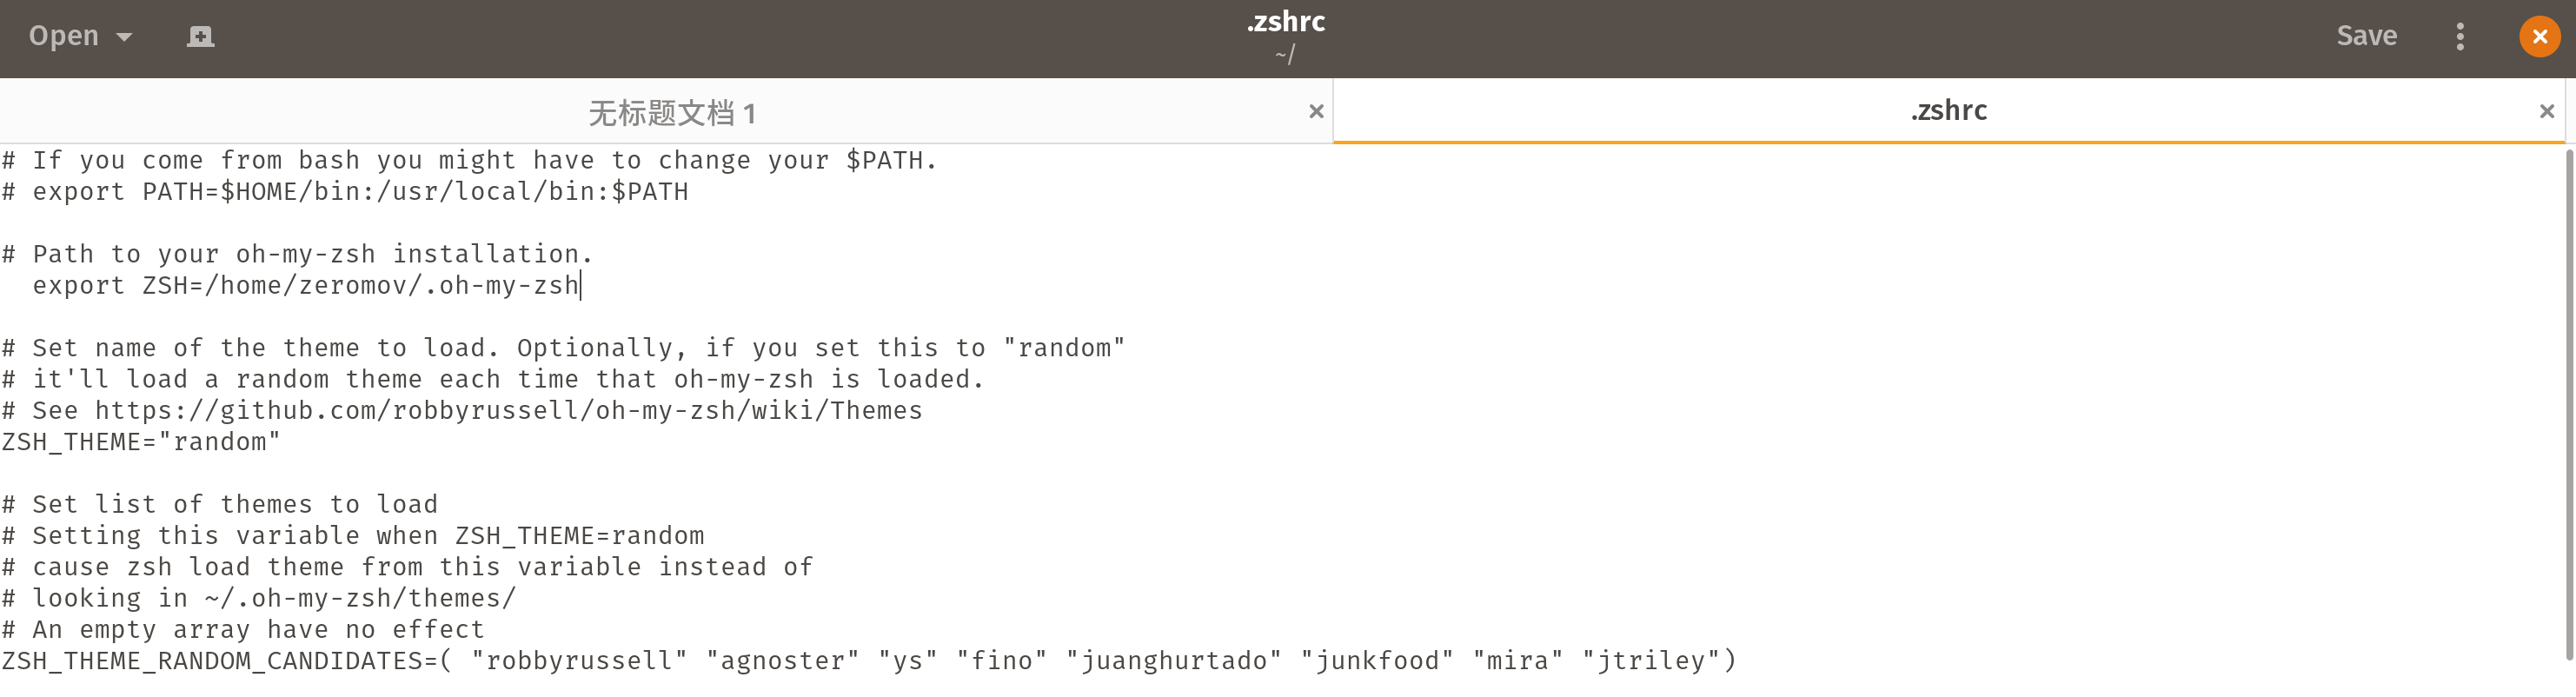 Open
.zshrc
~/
Save
无标题文档 1
.zshrc
# If you come from bash you might have to change your $PATH.
# export PATH=$HOME/bin:/usr/local/bin:$PATH
# Path to your oh-my-zsh installation.
  export ZSH=/home/zeromov/.oh-my-zsh
# Set name of the theme to load. Optionally, if you set this to "random"
# it'll load a random theme each time that oh-my-zsh is loaded.
# See https://github.com/robbyrussell/oh-my-zsh/wiki/Themes
ZSH_THEME="random"
# Set list of themes to load
# Setting this variable when ZSH_THEME=random
# cause zsh load theme from this variable instead of
# looking in ~/.oh-my-zsh/themes/
# An empty array have no effect
ZSH_THEME_RANDOM_CANDIDATES=( "robbyrussell" "agnoster" "ys" "fino" "juanghurtado" "junkfood" "mira" "jtriley")